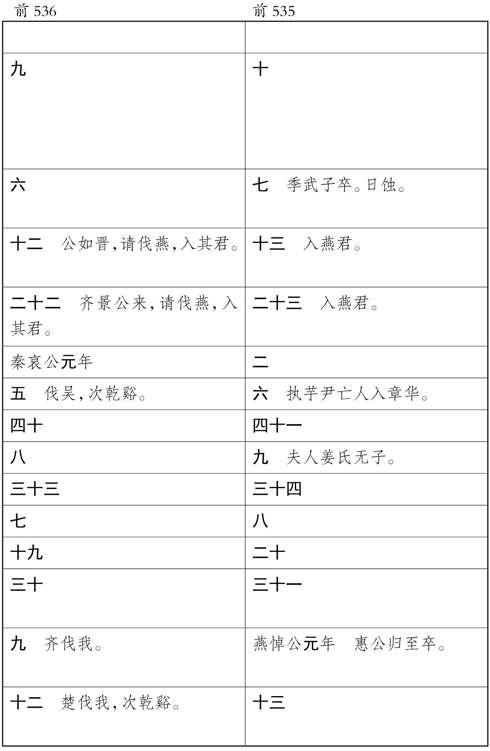 前 536 前 535
九 十
六 七 季武子卒。日蚀。
十二 公如晋,请伐燕,入其君。 十三 入燕君。
二十二 齐景公来,请伐燕,入 二十三 入燕君。
其君。
秦哀公元年 二
五 伐吴,次乾谿。 六 执芋尹亡人入章华。
四十 四十一
八 九 夫人姜氏无子。
三十三 三十四
七 八
十九 二十
三十 三十一
九 齐伐我。 燕悼公元年 惠公归至卒。
十二 楚伐我,次乾谿。 十三